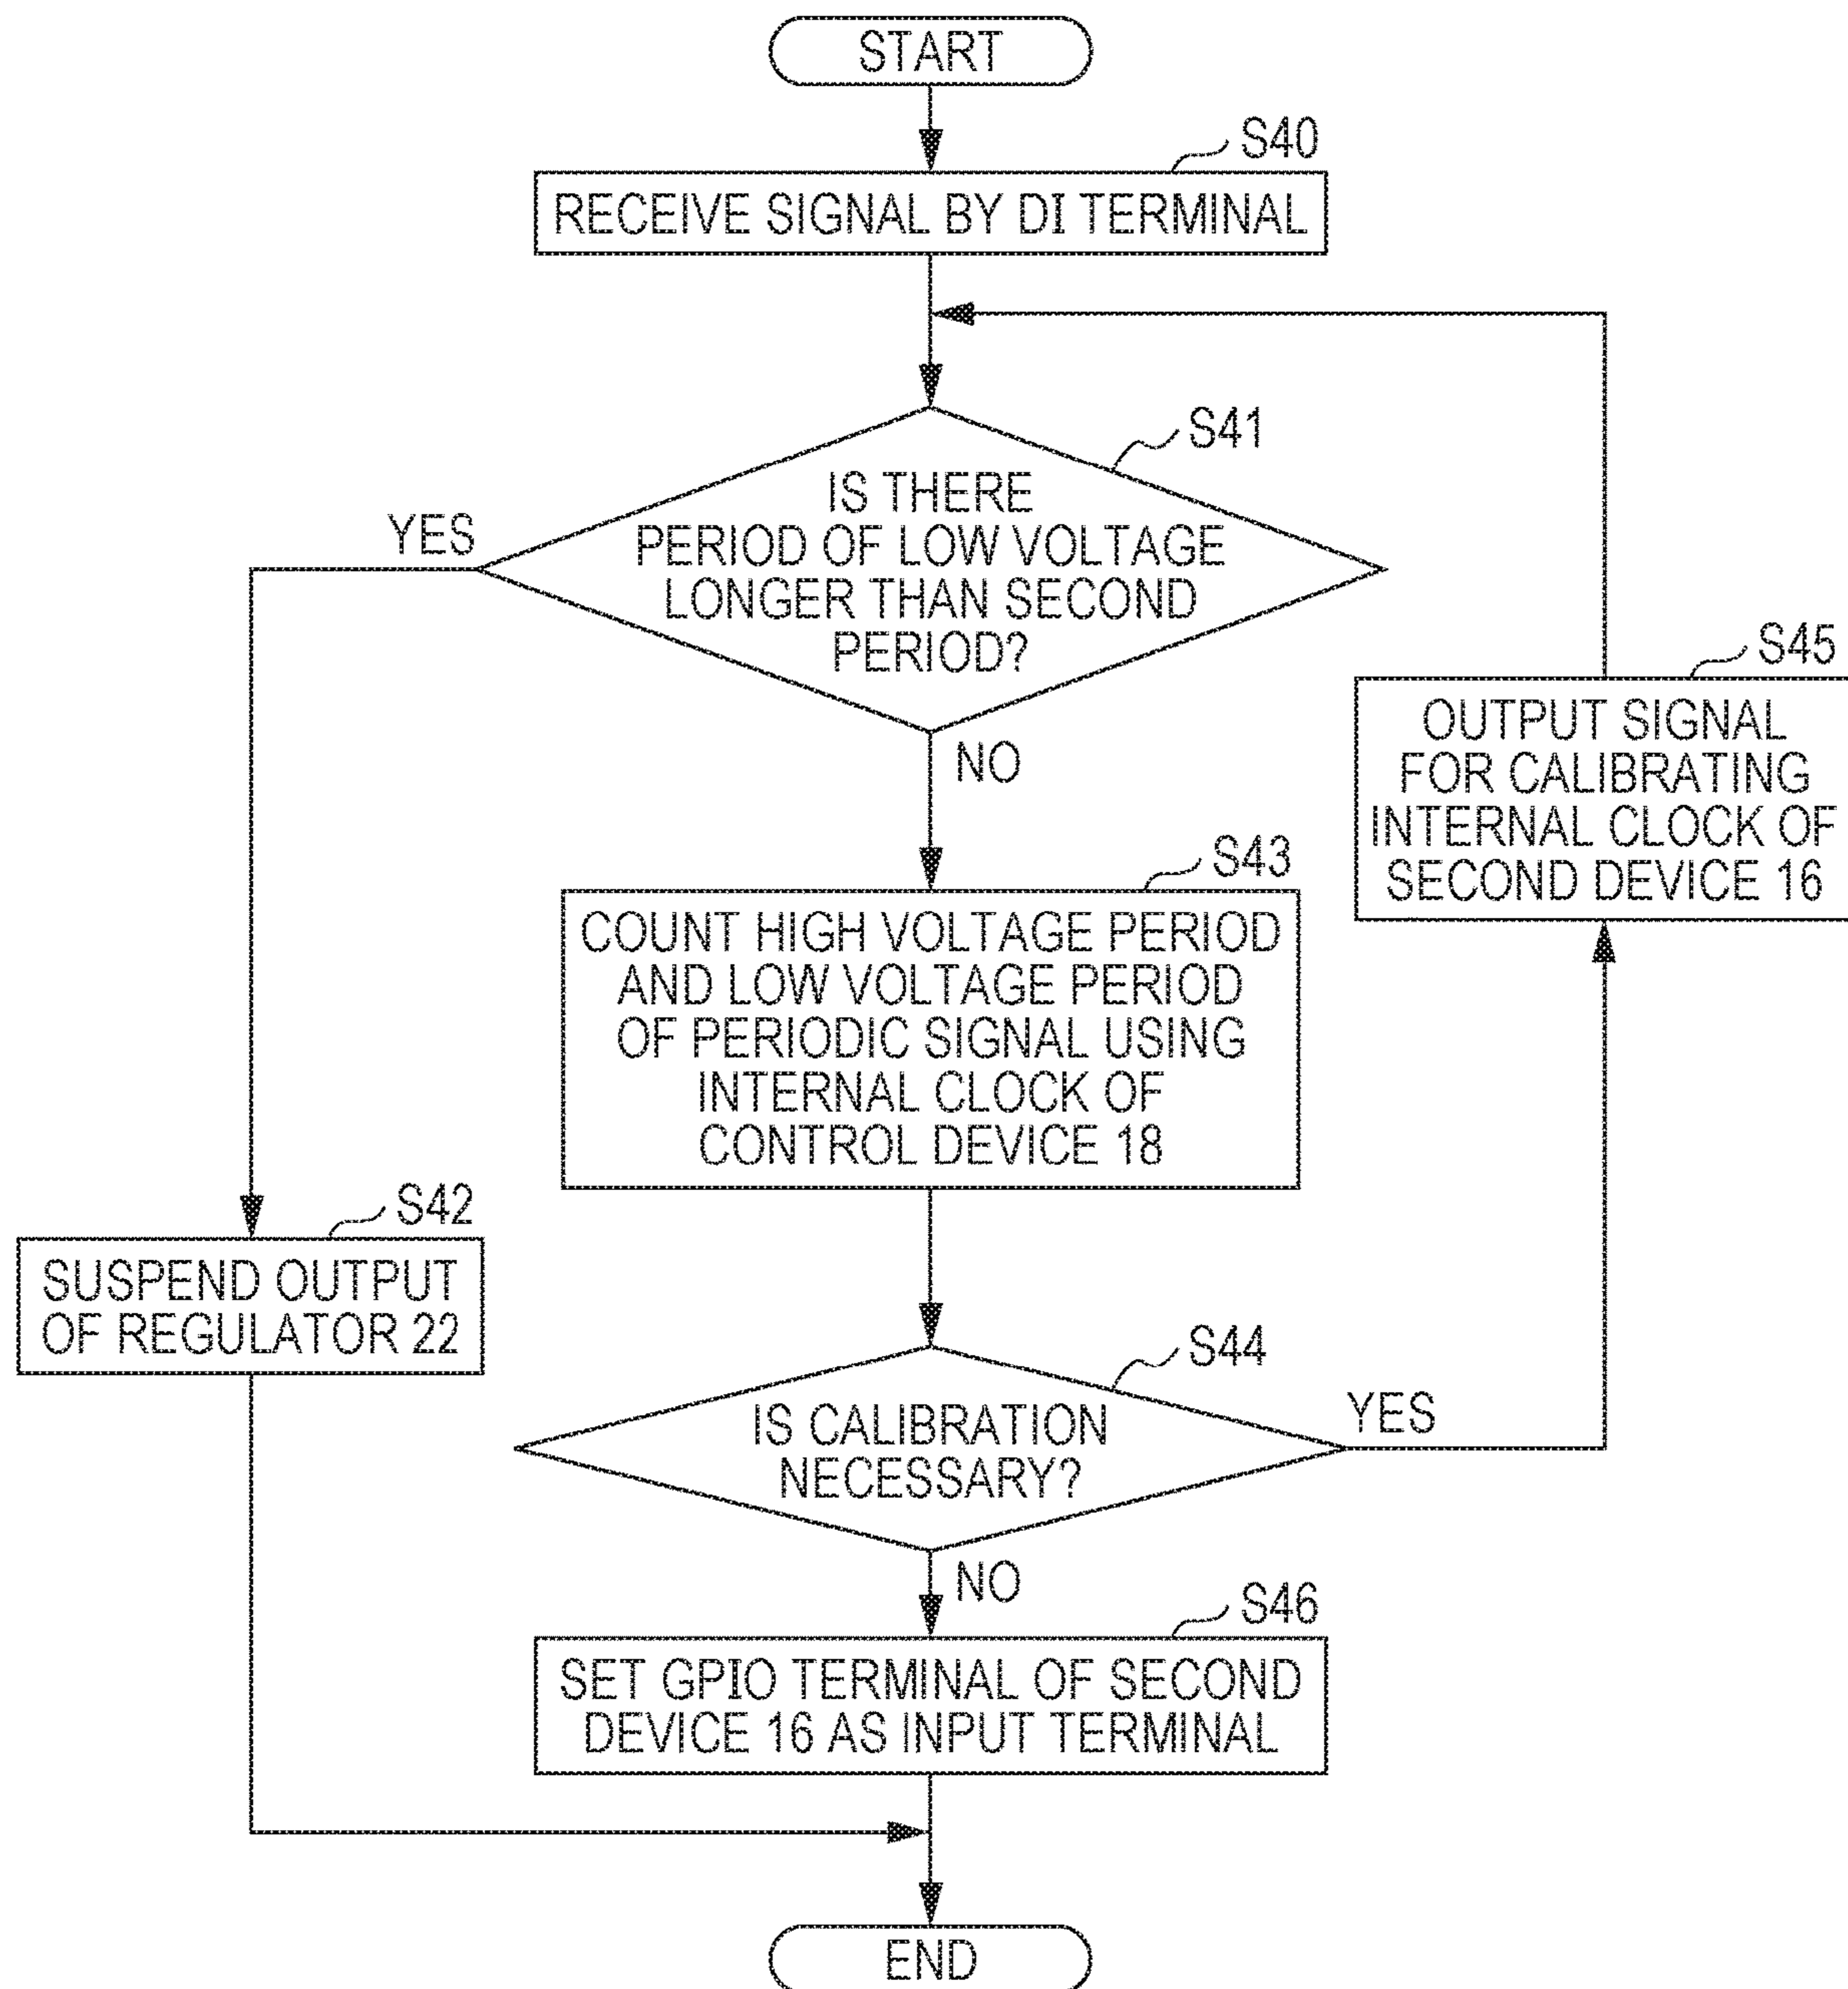 START
S40
RECEIVE SIGNAL BY DI TERMINAL
S41
IS THERE
PERIOD OF LOW VOLTAGE
LONGER THAN SECOND
PERIOD?
YES
NO
S45
OUTPUT SIGNAL
FOR CALIBRATING
INTERNAL CLOCK OF
SECOND DEVICE 16
S43
COUNT HIGH VOLTAGE PERIOD
AND LOW VOLTAGE PERIOD
OF PERIODIC SIGNAL USING
INTERNAL CLOCK OF
CONTROL DEVICE 18
S42
SUSPEND OUTPUT
OF REGULATOR 22
S44
IS CALIBRATION
NECESSARY?
YES
NO
S46
SET GPIO TERMINAL OF SECOND
DEVICE 16 AS INPUT TERMINAL
END